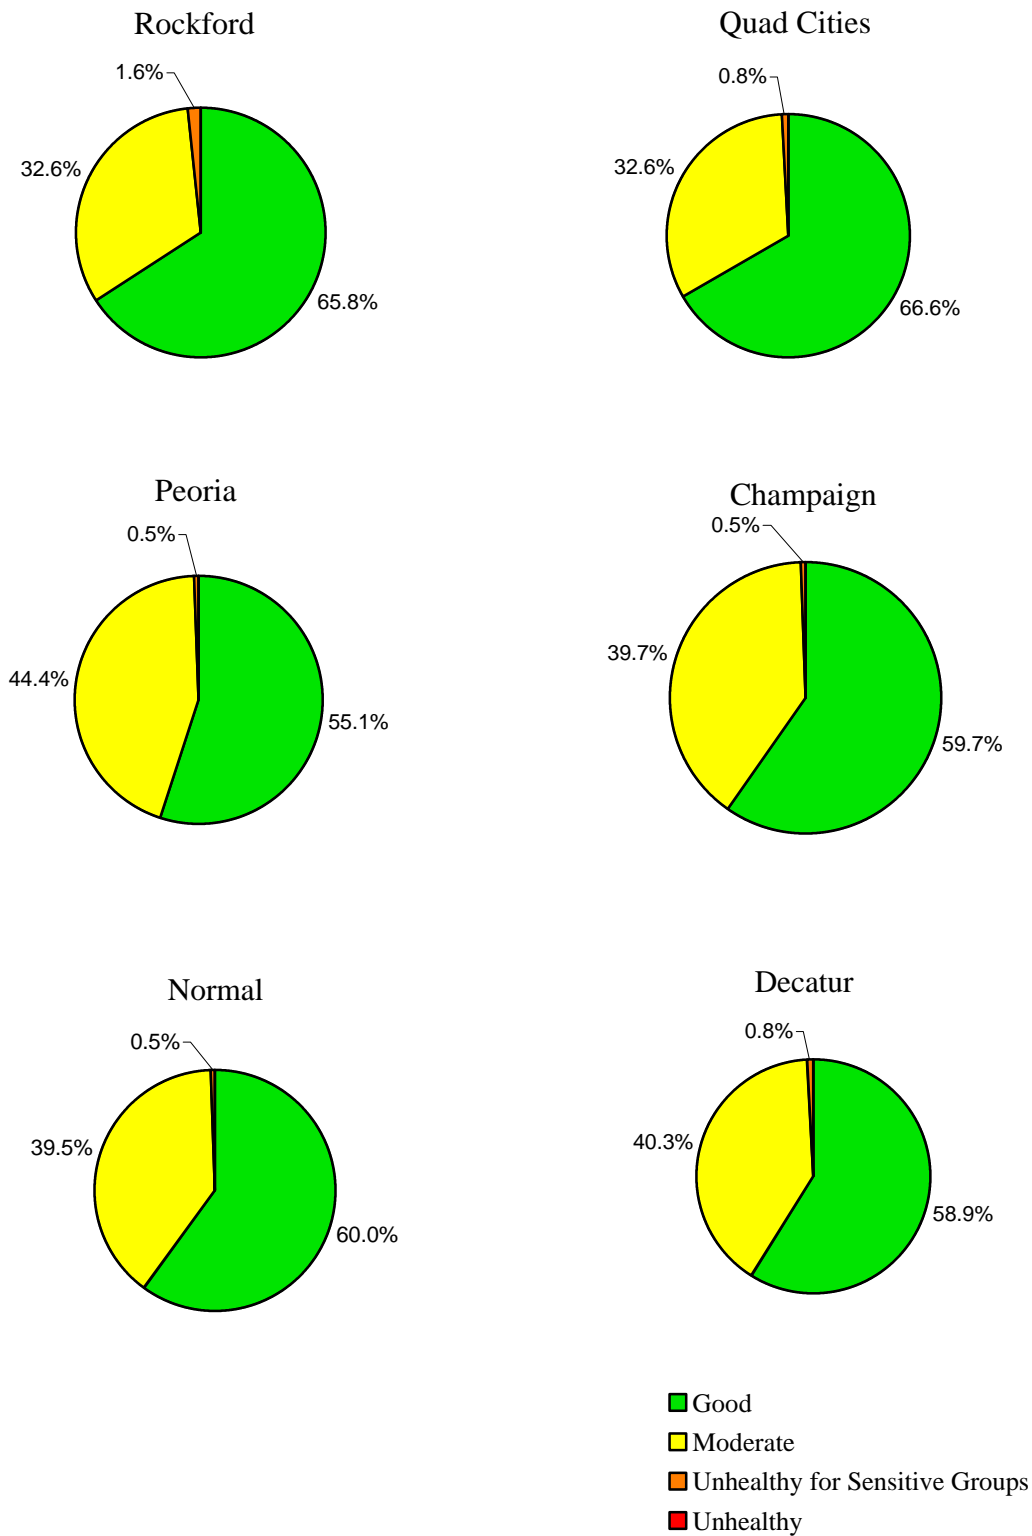 Rockford
1.6%
32.6%
65.8%
Quad Cities
0.8%
32.6%
66.6%
Peoria
0.5%
44.4%
55.1%
Champaign
0.5%
39.7%
59.7%
Normal
0.5%
39.5%
60.0%
Decatur
0.8%
40.3%
58.9%
Good
Moderate
Unhealthy for Sensitive Groups
Unhealthy